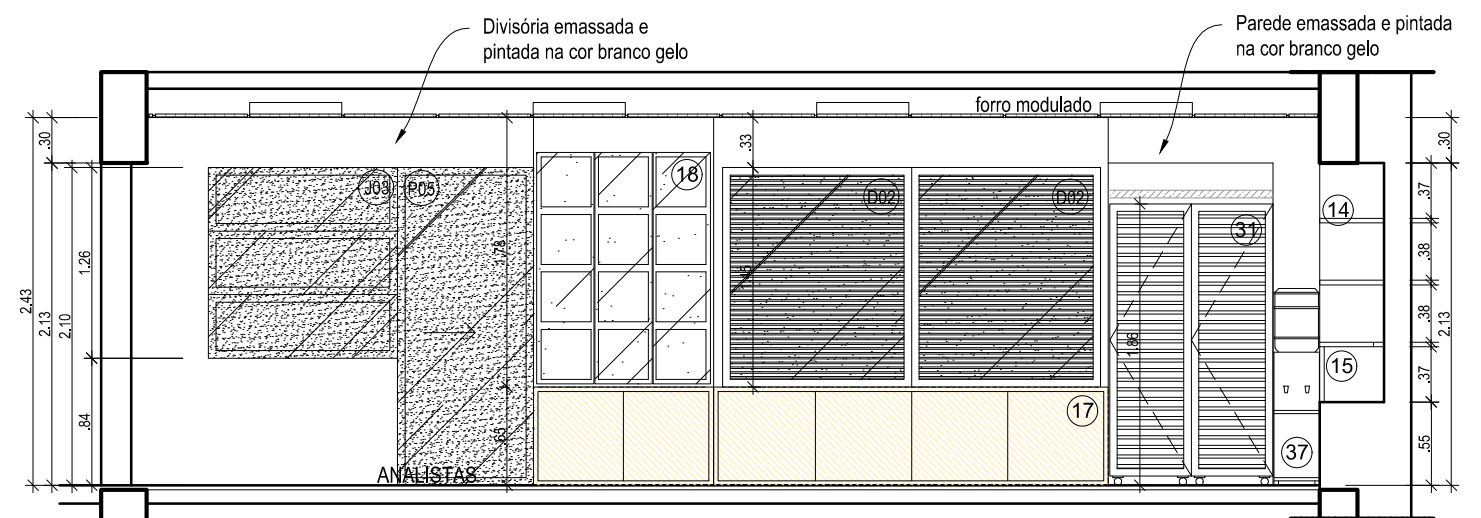 Divisória emassada e
pintada na cor branco gelo
Parede emassada e pintada
na cor branco gelo
forro modulado
.30
.33
.30
J03
P05
18
D02
D02
31
14
.37
.38
.38
.37
.55
2.13
15
17
37
2.43
2.13
2.10
1.26
.84
1.78
.65
1.86
ANALISTAS